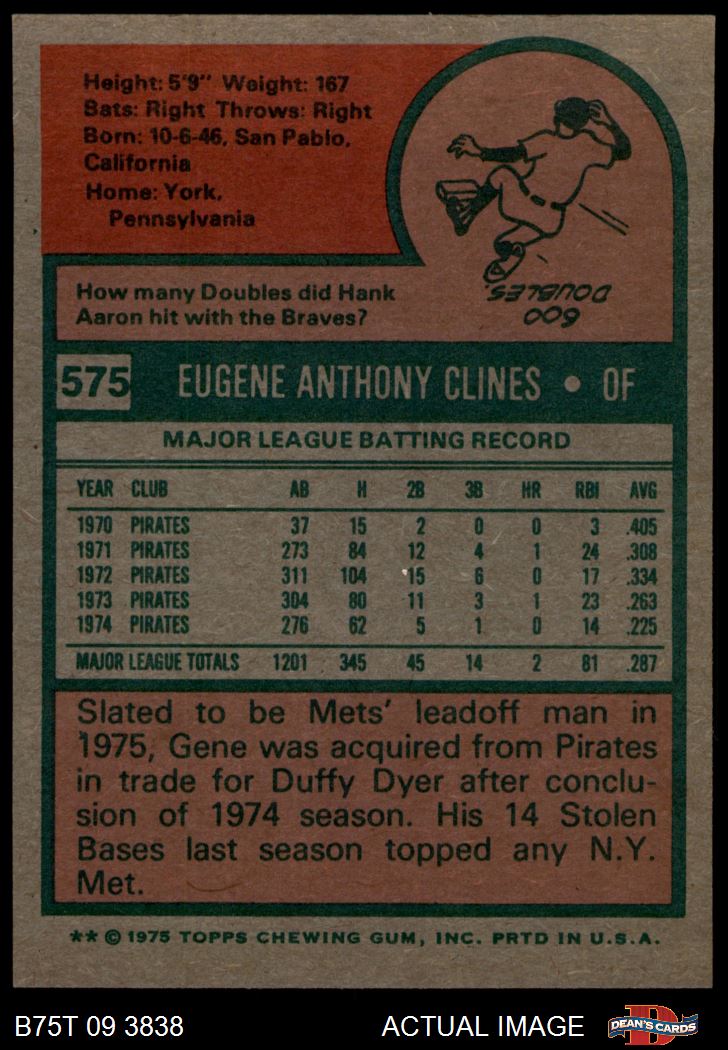 Height: 5'9" Weight: 167
Bats: Right Throws: Right
Born: 10-6-46, San Pablo,
California
Home: York,
Pennsylvania
How many Doubles did Hank
Aaron hit with the Braves?
600
DOUBLES.
575 EUGENE ANTHONY CLINES • OF
MAJOR LEAGUE BATTING RECORD
YEAR CLUB AB H 2B 3B HR RBI AVG
1970 PIRATES 37 15 2 0 0 3 .405
1971 PIRATES 273 84 12 4 1 24 .308
1972 PIRATES 311 104 15 6 0 17 .334
1973 PIRATES 304 80 11 3 1 23 .263
1974 PIRATES 276 62 5 1 0 14 .225
MAJOR LEAGUE TOTALS 1201 345 45 14 2 81 .287
Slated to be Mets' leadoff man in
1975, Gene was acquired from Pirates
in trade for Duffy Dyer after conclu-
sion of 1974 season. His 14 Stolen
Bases last season topped any N.Y.
Met.
** © 1975 TOPPS CHEWING GUM, INC. PRTD IN U.S.A.
B75T 09 3838 ACTUAL IMAGE DEAN'S CARDS